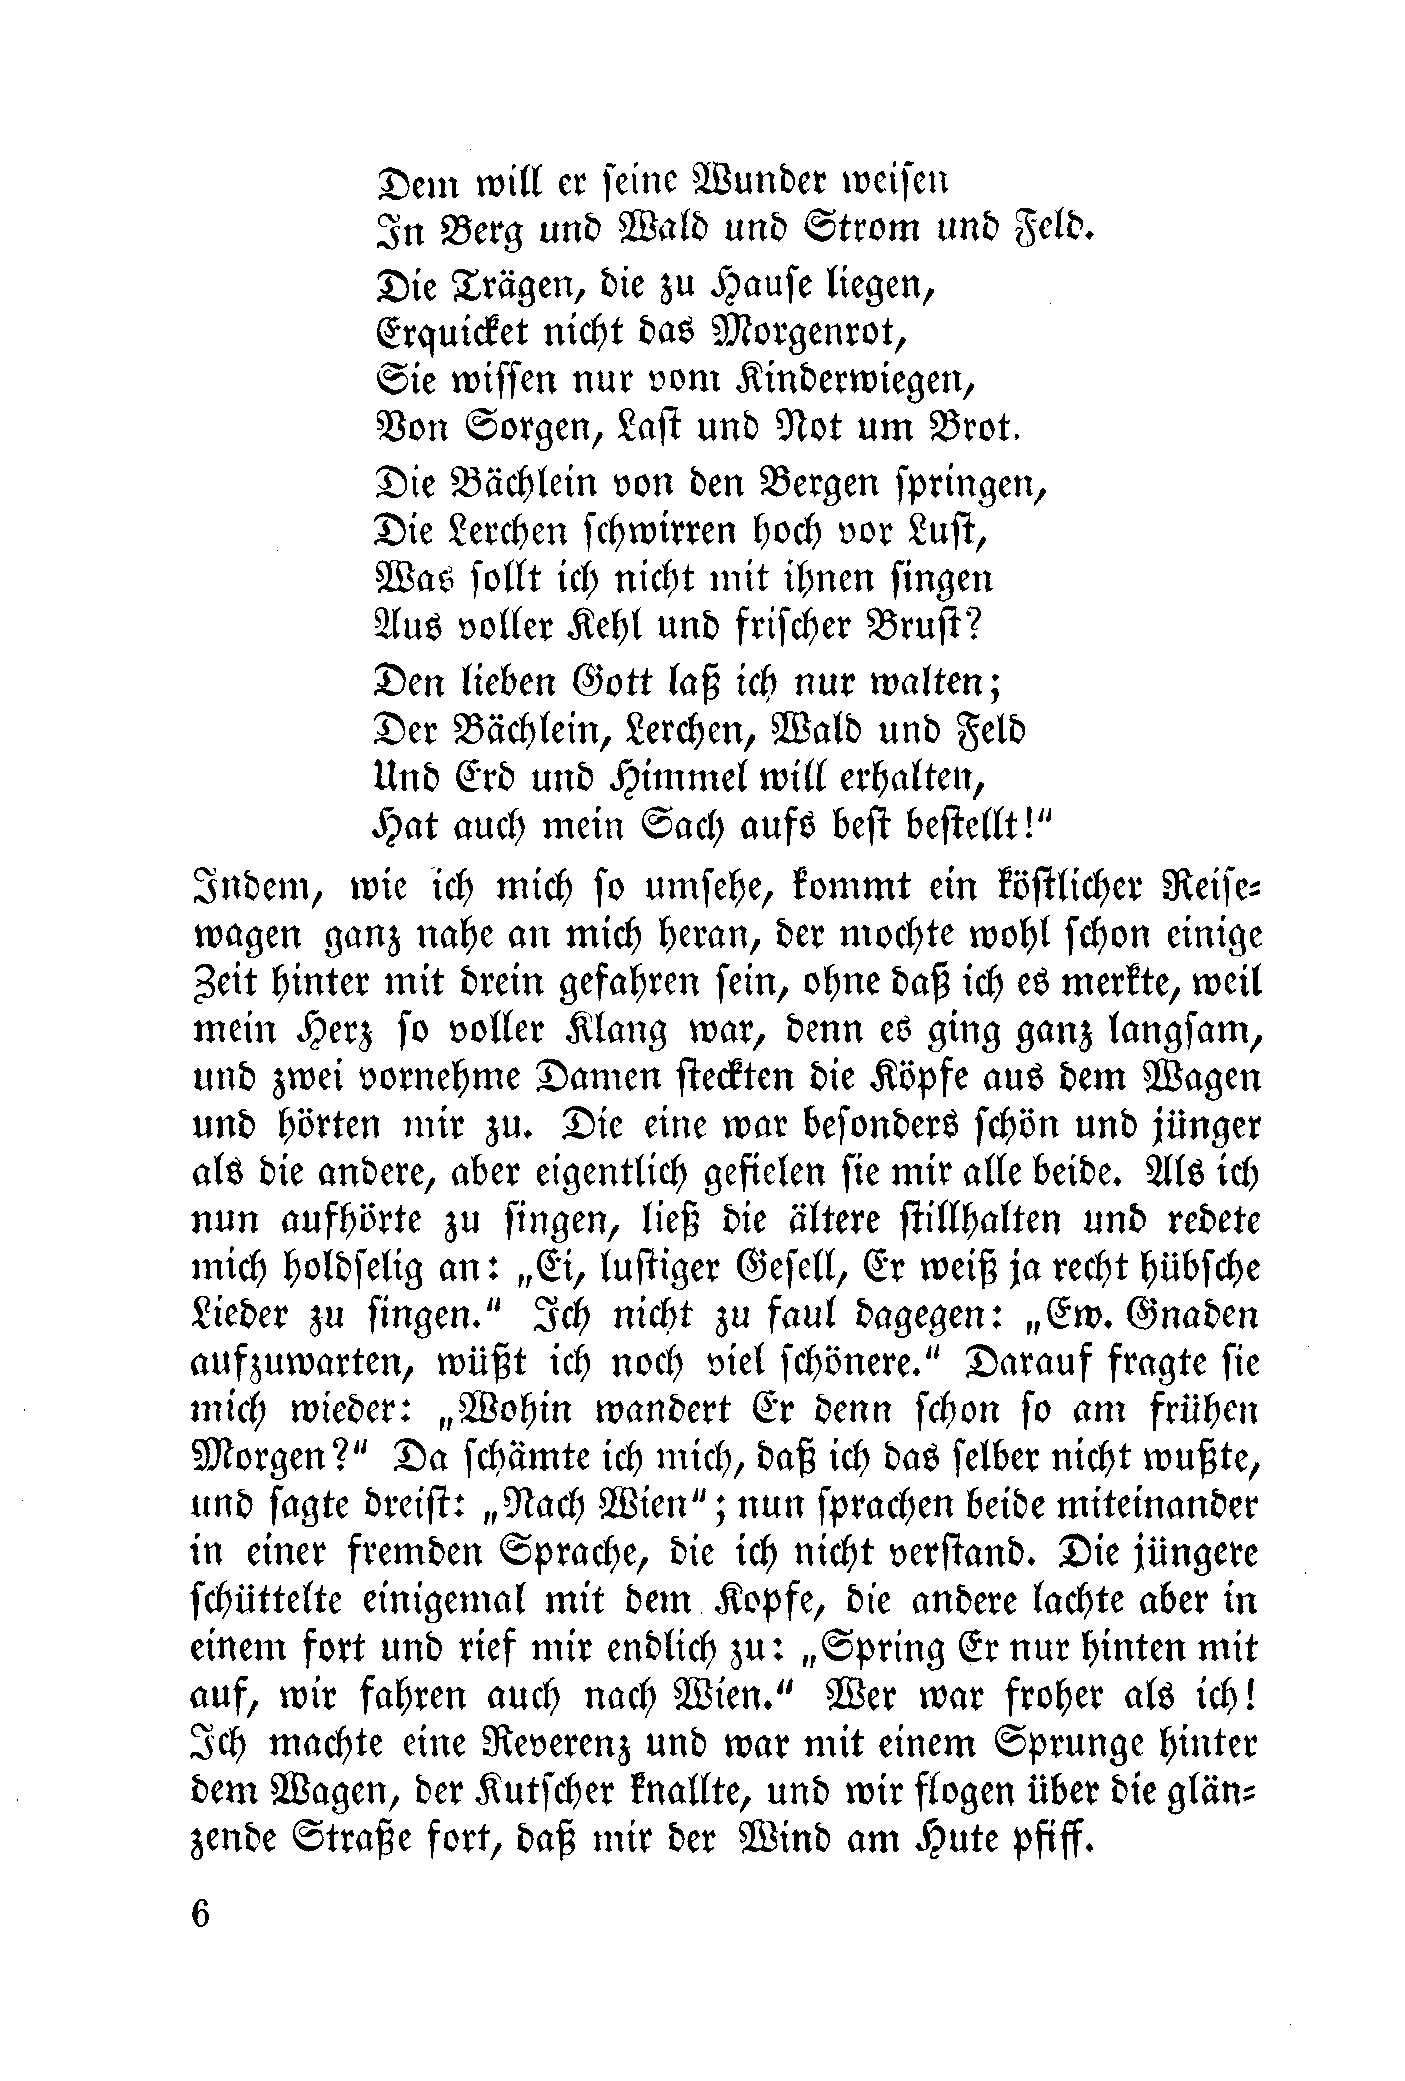 Dem will er seine Wunder weisen
In Berg und Wald und Strom und Feld.
Die Trägen, die zu Hause liegen,
Erquicket nicht das Morgenrot,
Sie wissen nur vom Kinderwiegen,
Von Sorgen, Last und Not um Brot.
Die Bächlein von den Bergen springen,
Die Lerchen schwirren hoch vor Lust,
Was sollt ich nicht mit ihnen singen
Aus voller Kehl und frischer Brust?
Den lieben Gott laß ich nur walten;
Der Bächlein, Lerchen, Wald und Feld
Und Erd und Himmel will erhalten,
Hat auch mein Sach aufs best bestellt!“
Indem, wie ich mich so umsehe, kommt ein köstlicher Reise-
wagen ganz nahe an mich heran, der mochte wohl schon einige
Zeit hinter mit drein gefahren sein, ohne daß ich es merkte, weil
mein Herz so voller Klang war, denn es ging ganz langsam,
und zwei vornehme Damen steckten die Köpfe aus dem Wagen
und hörten mir zu. Die eine war besonders schön und jünger
als die andere, aber eigentlich gefielen sie mir alle beide. Als ich
nun aufhörte zu singen, ließ die ältere stillhalten und redete
mich holdselig an: „Ei, lustiger Gesell, Er weiß ja recht hübsche
Lieder zu singen.“ Ich nicht zu faul dagegen: „Ew. Gnaden
aufzuwarten, wüßt ich noch viel schönere.“ Darauf fragte sie
mich wieder: „Wohin wandert Er denn schon so am frühen
Morgen?“ Da schämte ich mich, daß ich das selber nicht wußte,
und sagte dreist: „Nach Wien“; nun sprachen beide miteinander
in einer fremden Sprache, die ich nicht verstand. Die jüngere
schüttelte einigemal mit dem Kopfe, die andere lachte aber in
einem fort und rief mir endlich zu: „Spring Er nur hinten mit
auf, wir fahren auch nach Wien.“ Wer war froher als ich!
Ich machte eine Reverenz und war mit einem Sprunge hinter
dem Wagen, der Kutscher knallte, und wir flogen über die glän-
zende Straße fort, daß mir der Wind am Hute pfiff.
6